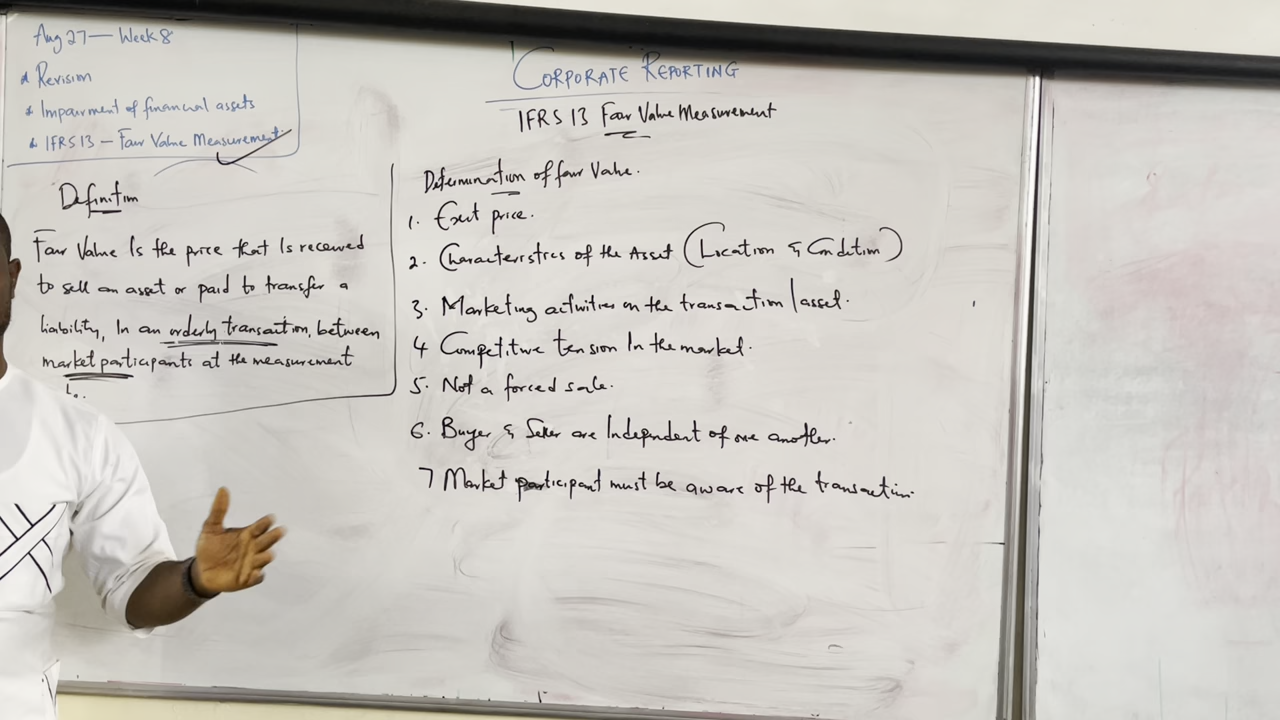 Aug 27 — Week 8
* Revision
* Impairment of financial assets
* IFRS 13 — Fair Value Measurement
Definition
Fair Value Is the price that Is received
to sell an asset or paid to transfer a
liability, In an orderly transaction, between
market participants at the measurement
CORPORATE REPORTING
IFRS 13 Fair Value Measurement
Determination of fair Value.
1. Exit price.
2. Characteristics of the Asset (Location & Condition)
3. Marketing activities on the transaction / asset.
4 Competitive tension In the market.
5. Not a forced sale.
6. Buyer & Seller are Independent of one another.
7 Market participant must be aware of the transaction.